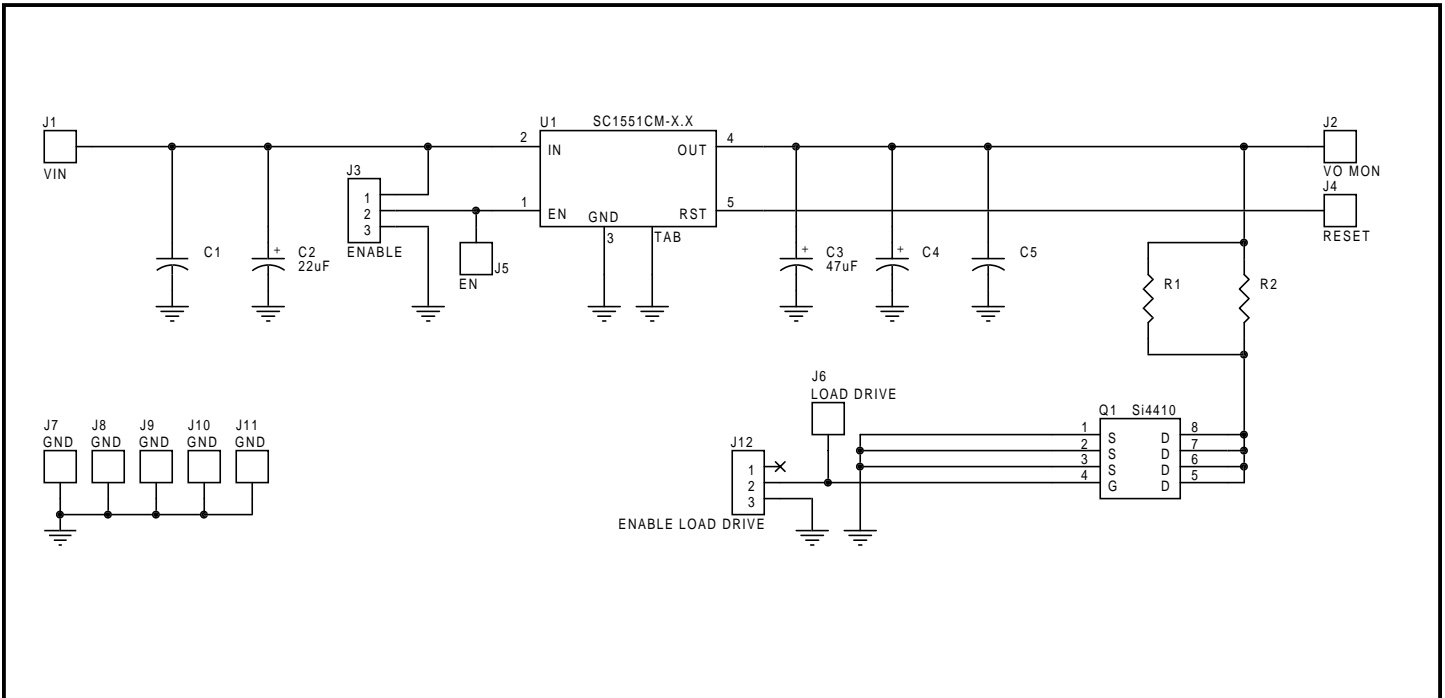 J1
VIN
C1
C2
+
22uF
J3
1
2
3
ENABLE
J5
EN
U1 SC1551CM-X.X
2 IN
OUT 4
1 EN
GND
3
RST 5
TAB
+
C3
47uF
+
C4
C5
J2
VO MON
J4
RESET
R1
R2
J6
LOAD DRIVE
Q1 Si4410
1 S D 8
2 S D 7
3 S D 6
4 G D 5
J12
1
2
3
ENABLE LOAD DRIVE
J7
GND
J8
GND
J9
GND
J10
GND
J11
GND